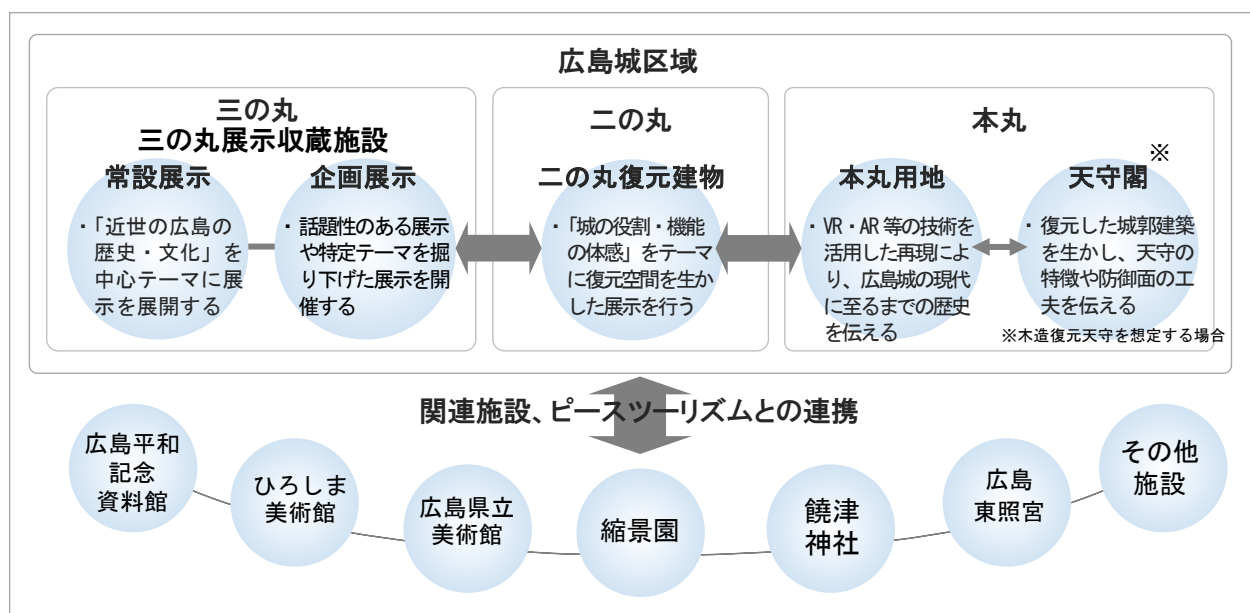 広島城区域
三の丸
三の丸展示収蔵施設
常設展示
・「近世の広島の
歴史・文化」を
中心テーマに展
示を展開する
企画展示
・話題性のある展示
や特定テーマを掘
り下げた展示を開
催する
二の丸
二の丸復元建物
・「城の役割・機能
の体感」をテーマ
に復元空間を生か
した展示を行う
本丸
本丸用地
・VR・AR等の技術を
活用した再現によ
り、広島城の現代
に至るまでの歴史
を伝える
※
天守閣
・復元した城郭建築
を生かし、天守の
特徴や防御面の工
夫を伝える
※木造復元天守を想定する場合
関連施設、ピースツーリズムとの連携
広島平和
記念
資料館
ひろしま
美術館
広島県立
美術館
縮景園
饒津
神社
広島
東照宮
その他
施設